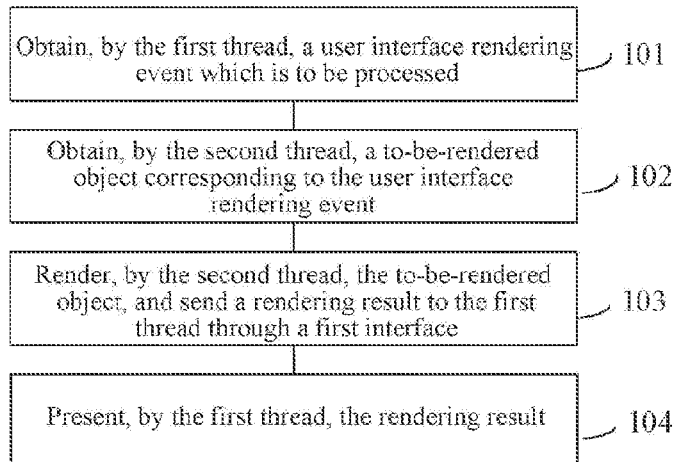 Obtain, by the first thread, a user interface rendering
event which is to be processed
101
Obtain, by the second thread, a to-be-rendered
object corresponding to the user interface
rendering event
102
Render, by the second thread, the to-be-rendered
object, and send a rendering result to the first
thread through a first interface
103
Present, by the first thread, the rendering result
104